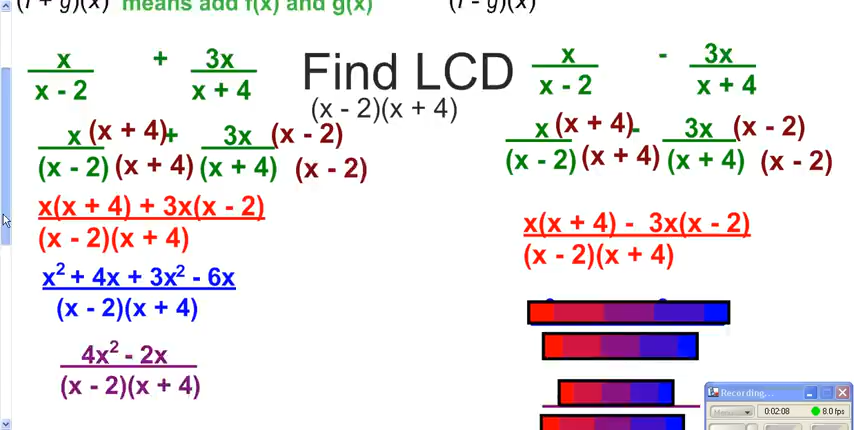 (f + g)(x) means add f(x) and g(x)
(f - g)(x)
x + 3x
x - 2 x + 4
Find LCD
(x - 2)(x + 4)
x - 3x
x - 2 x + 4
x (x + 4) + 3x (x - 2)
(x - 2) (x + 4) (x + 4) (x - 2)
x(x + 4) + 3x(x - 2)
(x - 2)(x + 4)
x² + 4x + 3x² - 6x
(x - 2)(x + 4)
4x² - 2x
(x - 2)(x + 4)
x (x + 4) - 3x (x - 2)
(x - 2) (x + 4) (x + 4) (x - 2)
x(x + 4) - 3x(x - 2)
(x - 2)(x + 4)
Recording...
Menu 0:02:08 8.0 fps